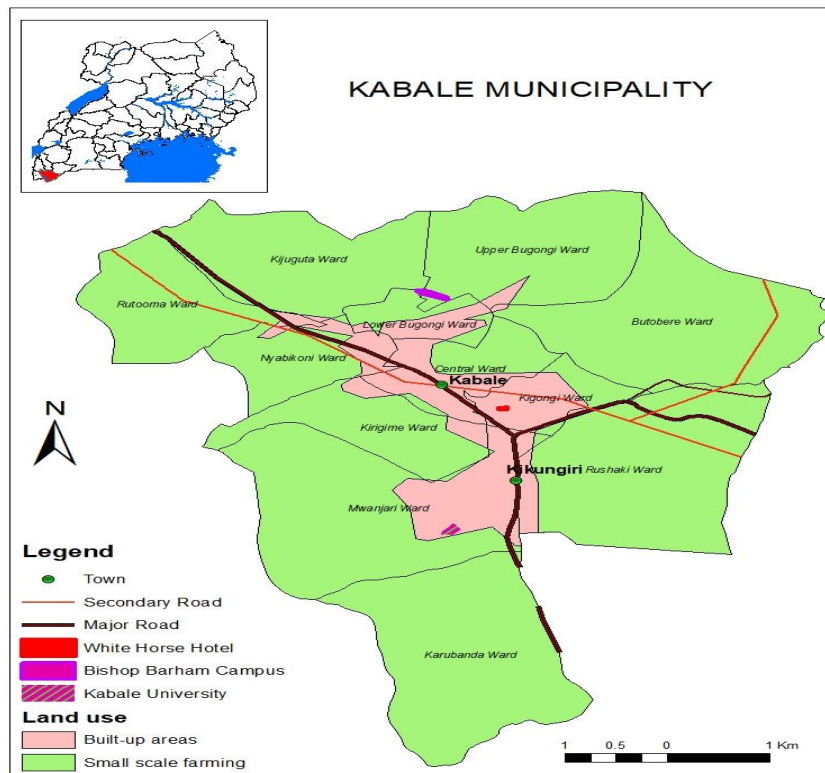 KABALE MUNICIPALITY
Upper Bugongi Ward
Kijuguta Ward
Rutooma Ward
Butobere Ward
Lower Bugongi Ward
Nyabikoni Ward
Central Ward
Kabale
Kigongi Ward
N
Kirigime Ward
Kikungiri
Rushaki Ward
Mwanjari Ward
Karubanda Ward
Legend
Town
Secondary Road
Major Road
White Horse Hotel
Bishop Barham Campus
Kabale University
Land use
Built-up areas
Small scale farming
1 0.5 0 1 Km